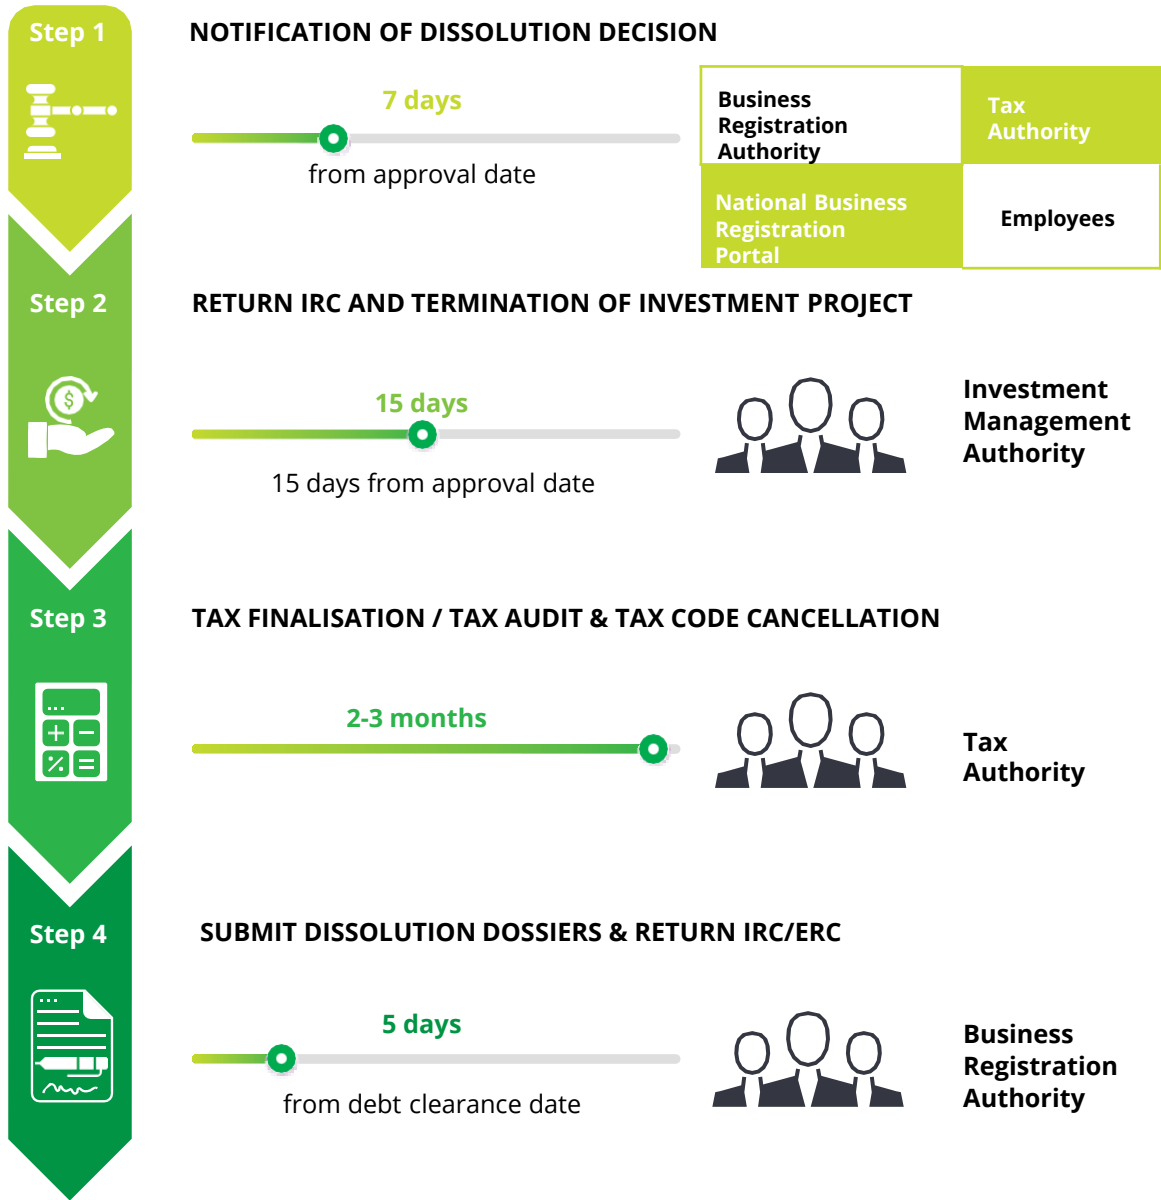 Step 1
NOTIFICATION OF DISSOLUTION DECISION
7 days
from approval date
Business
Registration
Authority
Tax
Authority
National Business
Registration
Portal
Employees
Step 2
RETURN IRC AND TERMINATION OF INVESTMENT PROJECT
$
15 days
15 days from approval date
Investment
Management
Authority
Step 3
TAX FINALISATION / TAX AUDIT & TAX CODE CANCELLATION
2-3 months
Tax
Authority
Step 4
SUBMIT DISSOLUTION DOSSIERS & RETURN IRC/ERC
5 days
from debt clearance date
Business
Registration
Authority